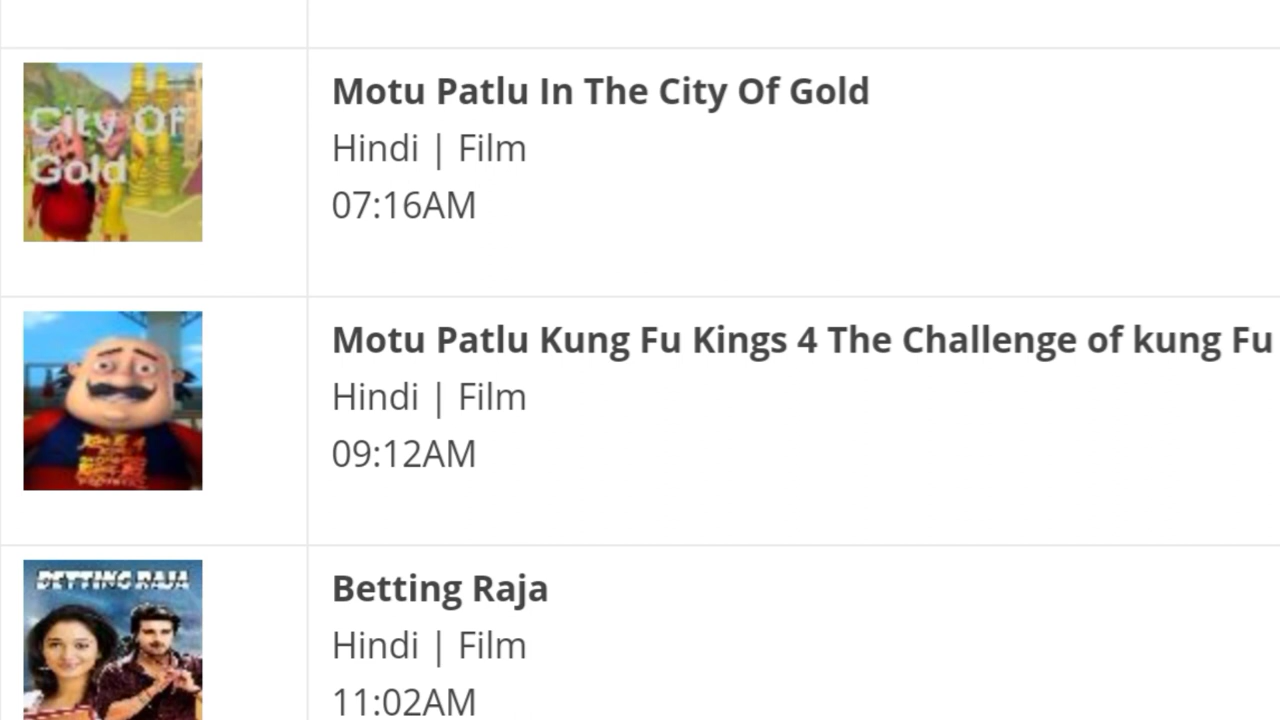 City Of
Gold
Motu Patlu In The City Of Gold
Hindi | Film
07:16AM
Motu Patlu Kung Fu Kings 4 The Challenge of kung Fu
Hindi | Film
09:12AM
BETTING RAJA
Betting Raja
Hindi | Film
11:02AM